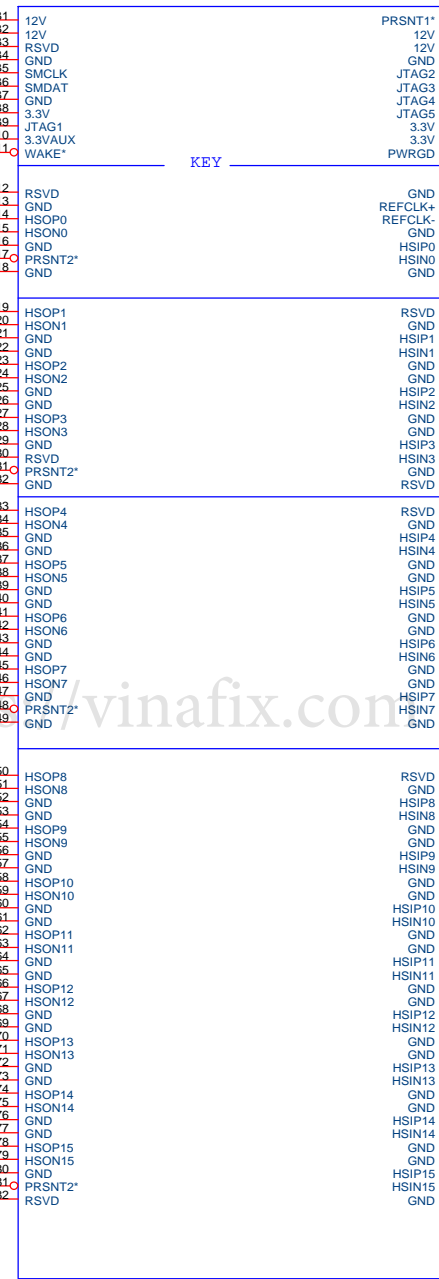 12V PRSNT1*
12V 12V
RSVD 12V
GND GND
SMCLK JTAG2
SMDAT JTAG3
GND JTAG4
3.3V JTAG5
JTAG1 3.3V
3.3VAUX 3.3V
WAKE* PWRGD
KEY
RSVD GND
GND REFCLK+
HSOP0 REFCLK-
HSON0 GND
GND HSIP0
PRSNT2* HSIN0
GND GND
HSOP1 RSVD
HSON1 GND
GND HSIP1
GND HSIN1
HSOP2 GND
HSON2 GND
GND HSIP2
GND HSIN2
HSOP3 GND
HSON3 GND
GND HSIP3
RSVD HSIN3
PRSNT2* GND
GND RSVD
HSOP4 RSVD
HSON4 GND
GND HSIP4
GND HSIN4
HSOP5 GND
HSON5 GND
GND HSIP5
GND HSIN5
HSOP6 GND
HSON6 GND
GND HSIP6
GND HSIN6
HSOP7 GND
HSON7 GND
GND HSIP7
PRSNT2* HSIN7
GND GND
//vinafix.com
HSOP8 RSVD
HSON8 GND
GND HSIP8
GND HSIN8
HSOP9 GND
HSON9 GND
GND HSIP9
GND HSIN9
HSOP10 GND
HSON10 GND
GND HSIP10
GND HSIN10
HSOP11 GND
HSON11 GND
GND HSIP11
GND HSIN11
HSOP12 GND
HSON12 GND
GND HSIP12
GND HSIN12
HSOP13 GND
HSON13 GND
GND HSIP13
GND HSIN13
HSOP14 GND
HSON14 GND
GND HSIP14
GND HSIN14
HSOP15 GND
HSON15 GND
GND HSIP15
PRSNT2* HSIN15
RSVD GND